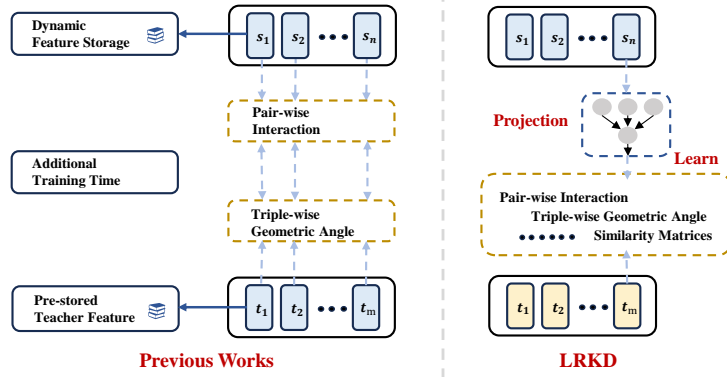 Dynamic
Feature Storage
s1 s2 ••• sn
Pair-wise
Interaction
Additional
Training Time
Triple-wise
Geometric Angle
Pre-stored
Teacher Feature
t1 t2 ••• tm
Previous Works
s1 s2 ••• sn
Projection
Learn
Pair-wise Interaction
Triple-wise Geometric Angle
•••••• Similarity Matrices
t1 t2 ••• tm
LRKD